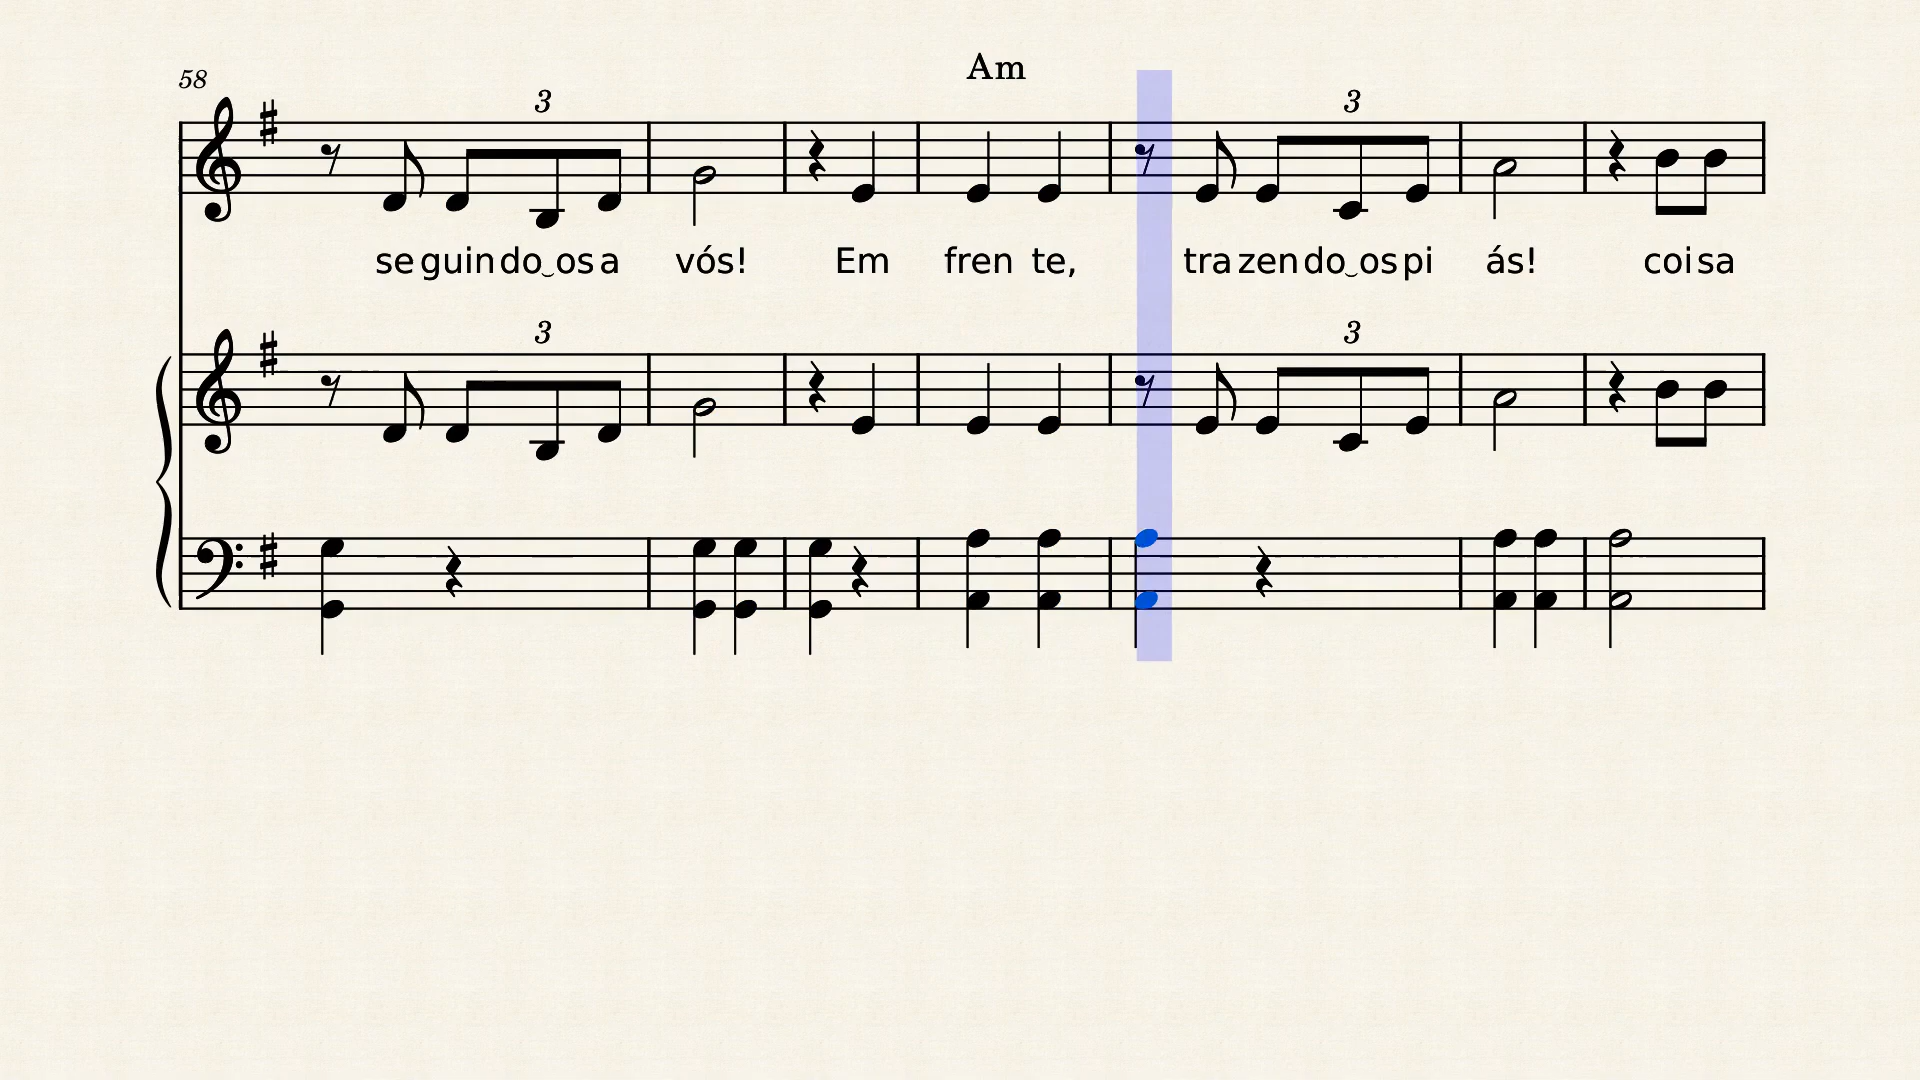 58
Am
3 3
se guin do‿os a vós! Em fren te, tra zen do‿os pi ás! coi sa
3 3